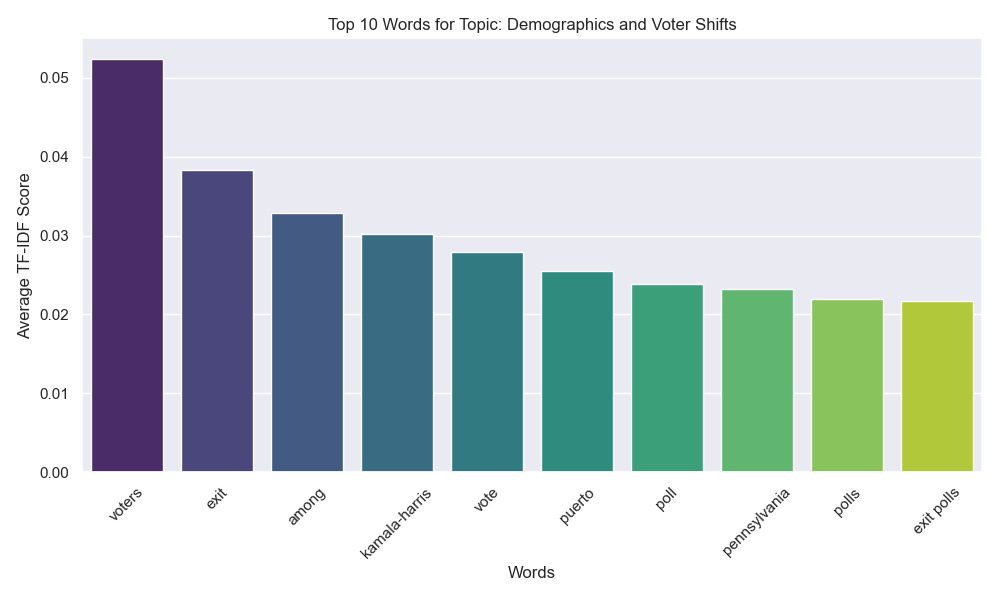 Top 10 Words for Topic: Demographics and Voter Shifts
Average TF-IDF Score
0.05
0.04
0.03
0.02
0.01
0.00
voters
exit
among
kamala-harris
vote
puerto
poll
pennsylvania
polls
exit polls
Words